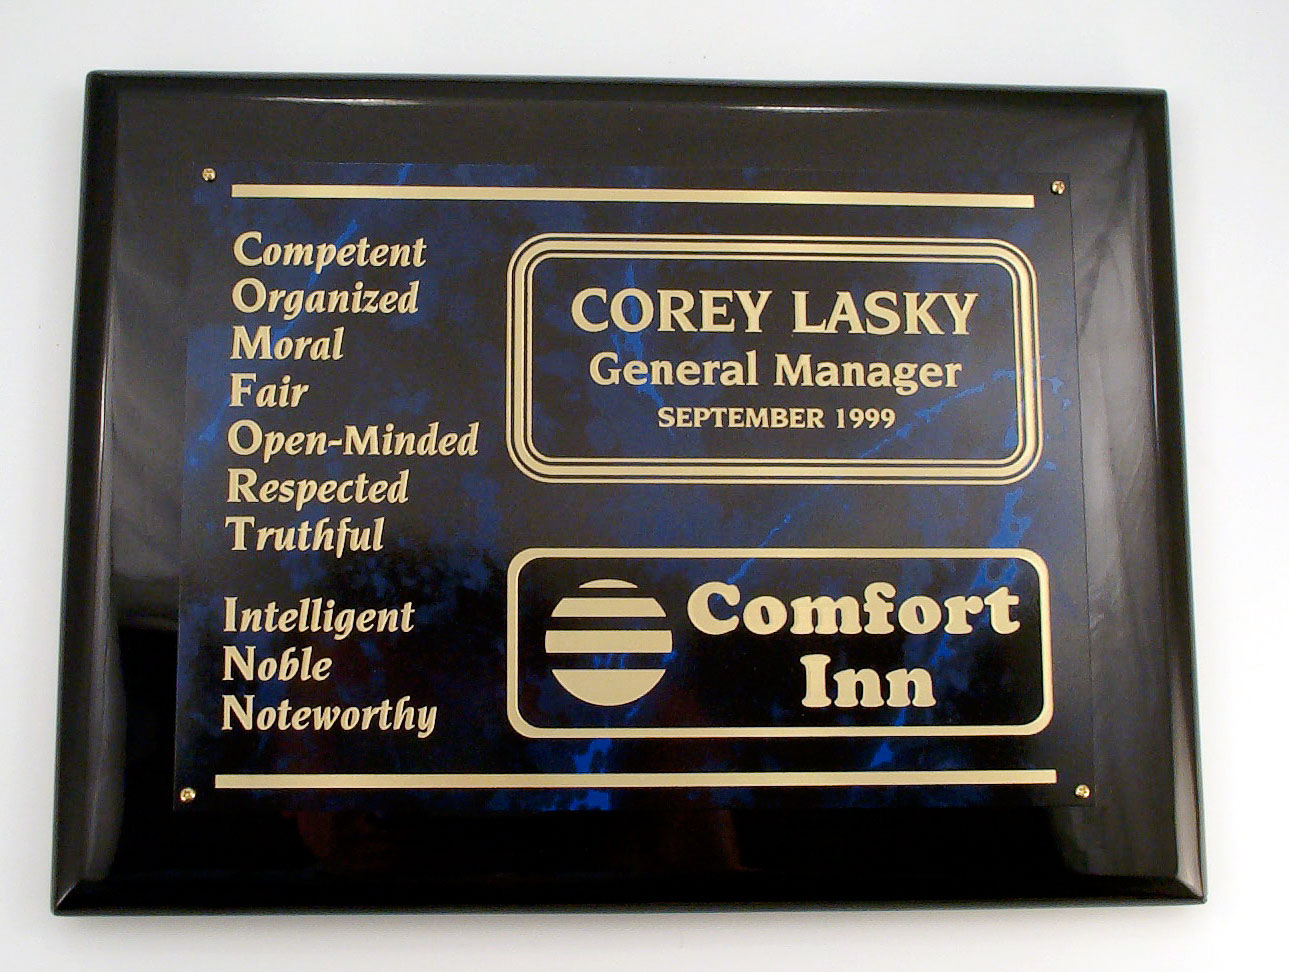 Competent
Organized
Moral
Fair
Open-Minded
Respected
Truthful
Intelligent
Noble
Noteworthy
COREY LASKY
General Manager
SEPTEMBER 1999
Comfort
Inn